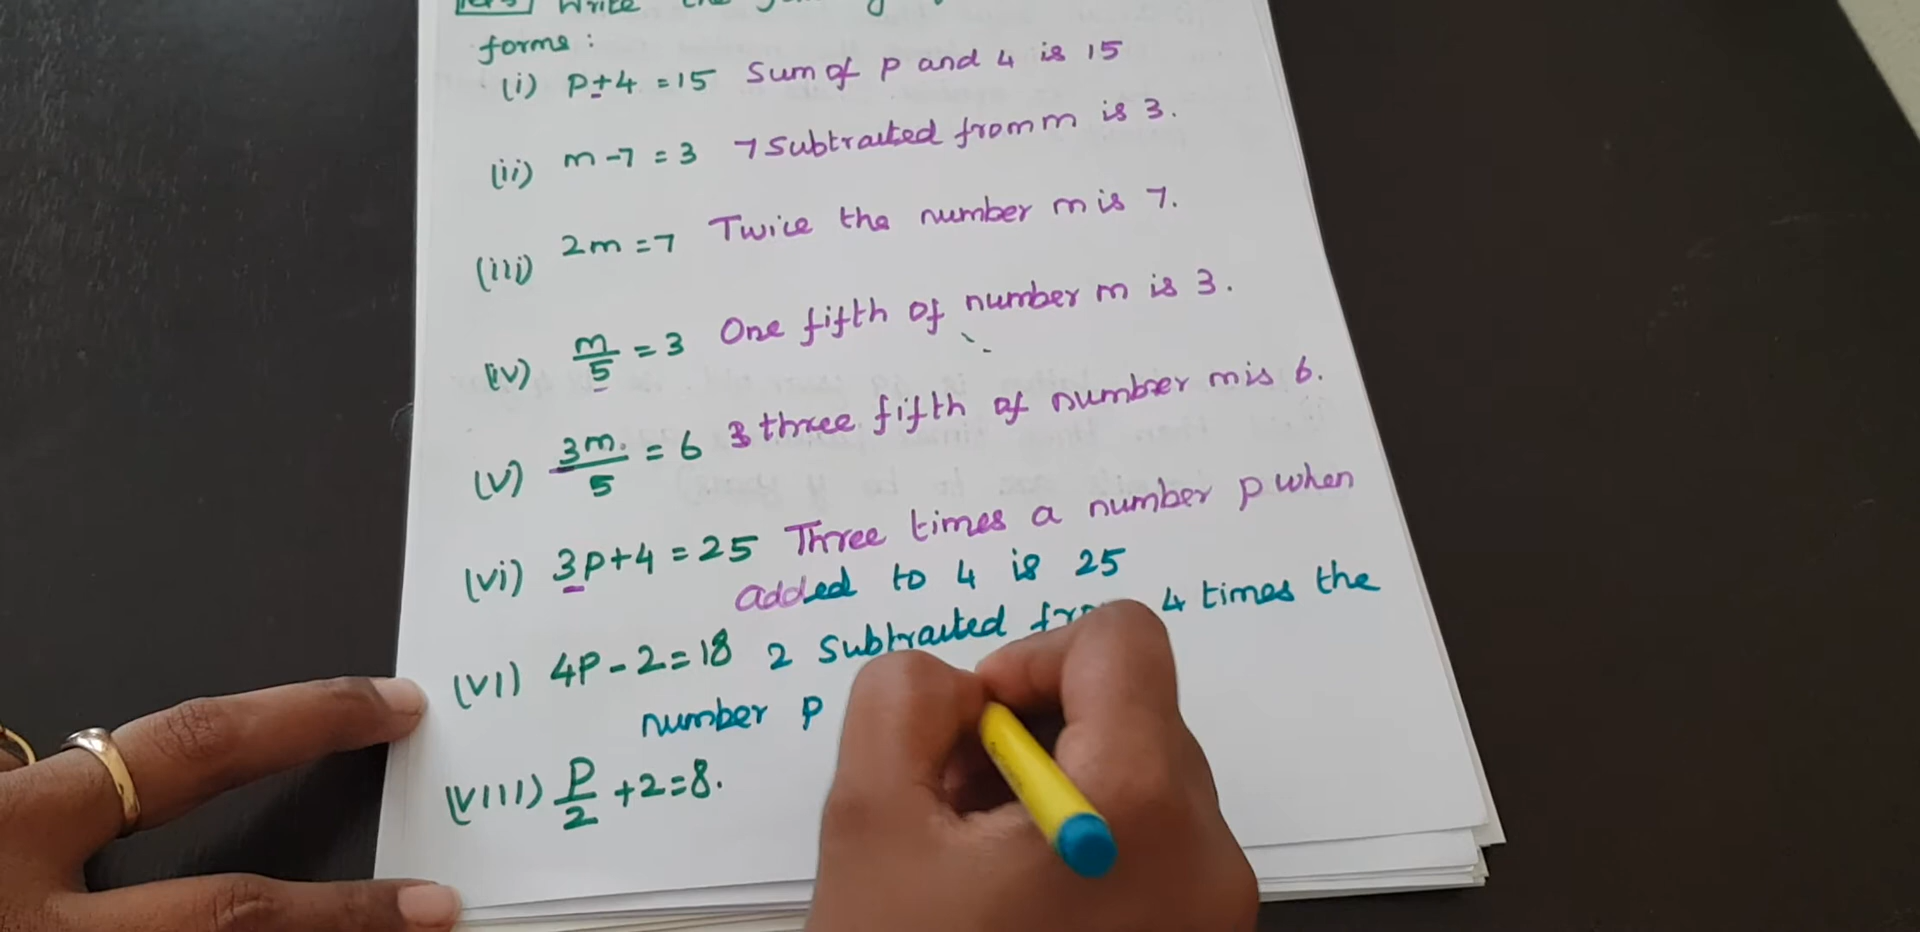 Write the
forms :
(i) P+4 = 15 Sum of P and 4 is 15
(ii) m - 7 = 3 7 Subtracted from m is 3.
(iii) 2m = 7 Twice the number m is 7.
(iv) m/5 = 3 One fifth of number m is 3.
(V) 3m./5 = 6 3 three fifth of number m is 6.
(Vi) 3P+4 = 25 Three times a number P when
added to 4 is 25
(VI) 4P - 2 = 18 2 Subtracted 4 times the
number P
(VIII) P/2 + 2 = 8.